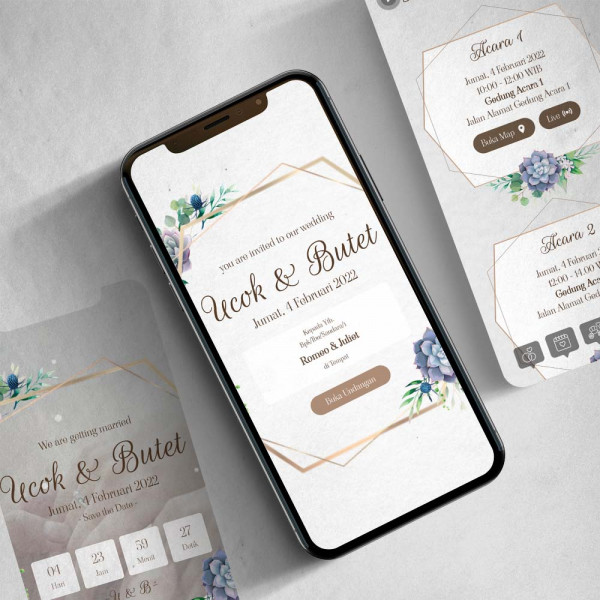 you are invited to our wedding
Ucok & Butet
Jumat, 4 Februari 2022
Kepada Yth.
Bpk/Ibu/Saudara/i
Romeo & Juliet
di Tempat
Buka Undangan
Acara 1
Jumat, 4 Februari 2022
10:00 - 12:00 WIB
Gedung Acara 1
Jalan Alamat Gedung Acara 1
Buka Map
Live
Acara 2
Jumat, 4 Februari 2022
12:00 - 14:00 WIB
Gedung Acara
Jalan Alamat Gedung
We are getting married
Ucok & Butet
Jumat, 4 Februari 2022
- Save the Date -
04
Hari
23
Jam
59
Menit
27
Detik
U & B